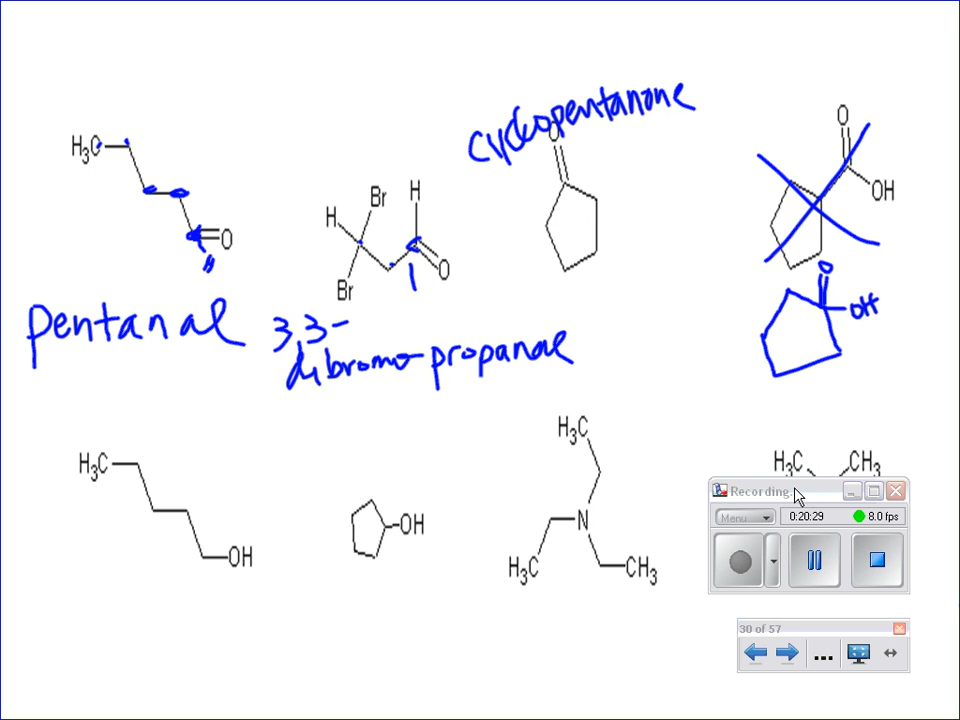 cyclopentanone
O
O
H₃C
Br
H
OH
H
O
O
Br
1
O
OH
pentanal
3,3-
dibromo-propanal
H₃C
H₃C
H₃C
CH₃
Recording...
Menu
0:20:29
8.0 fps
OH
N
OH
H₃C
CH₃
30 of 57
...